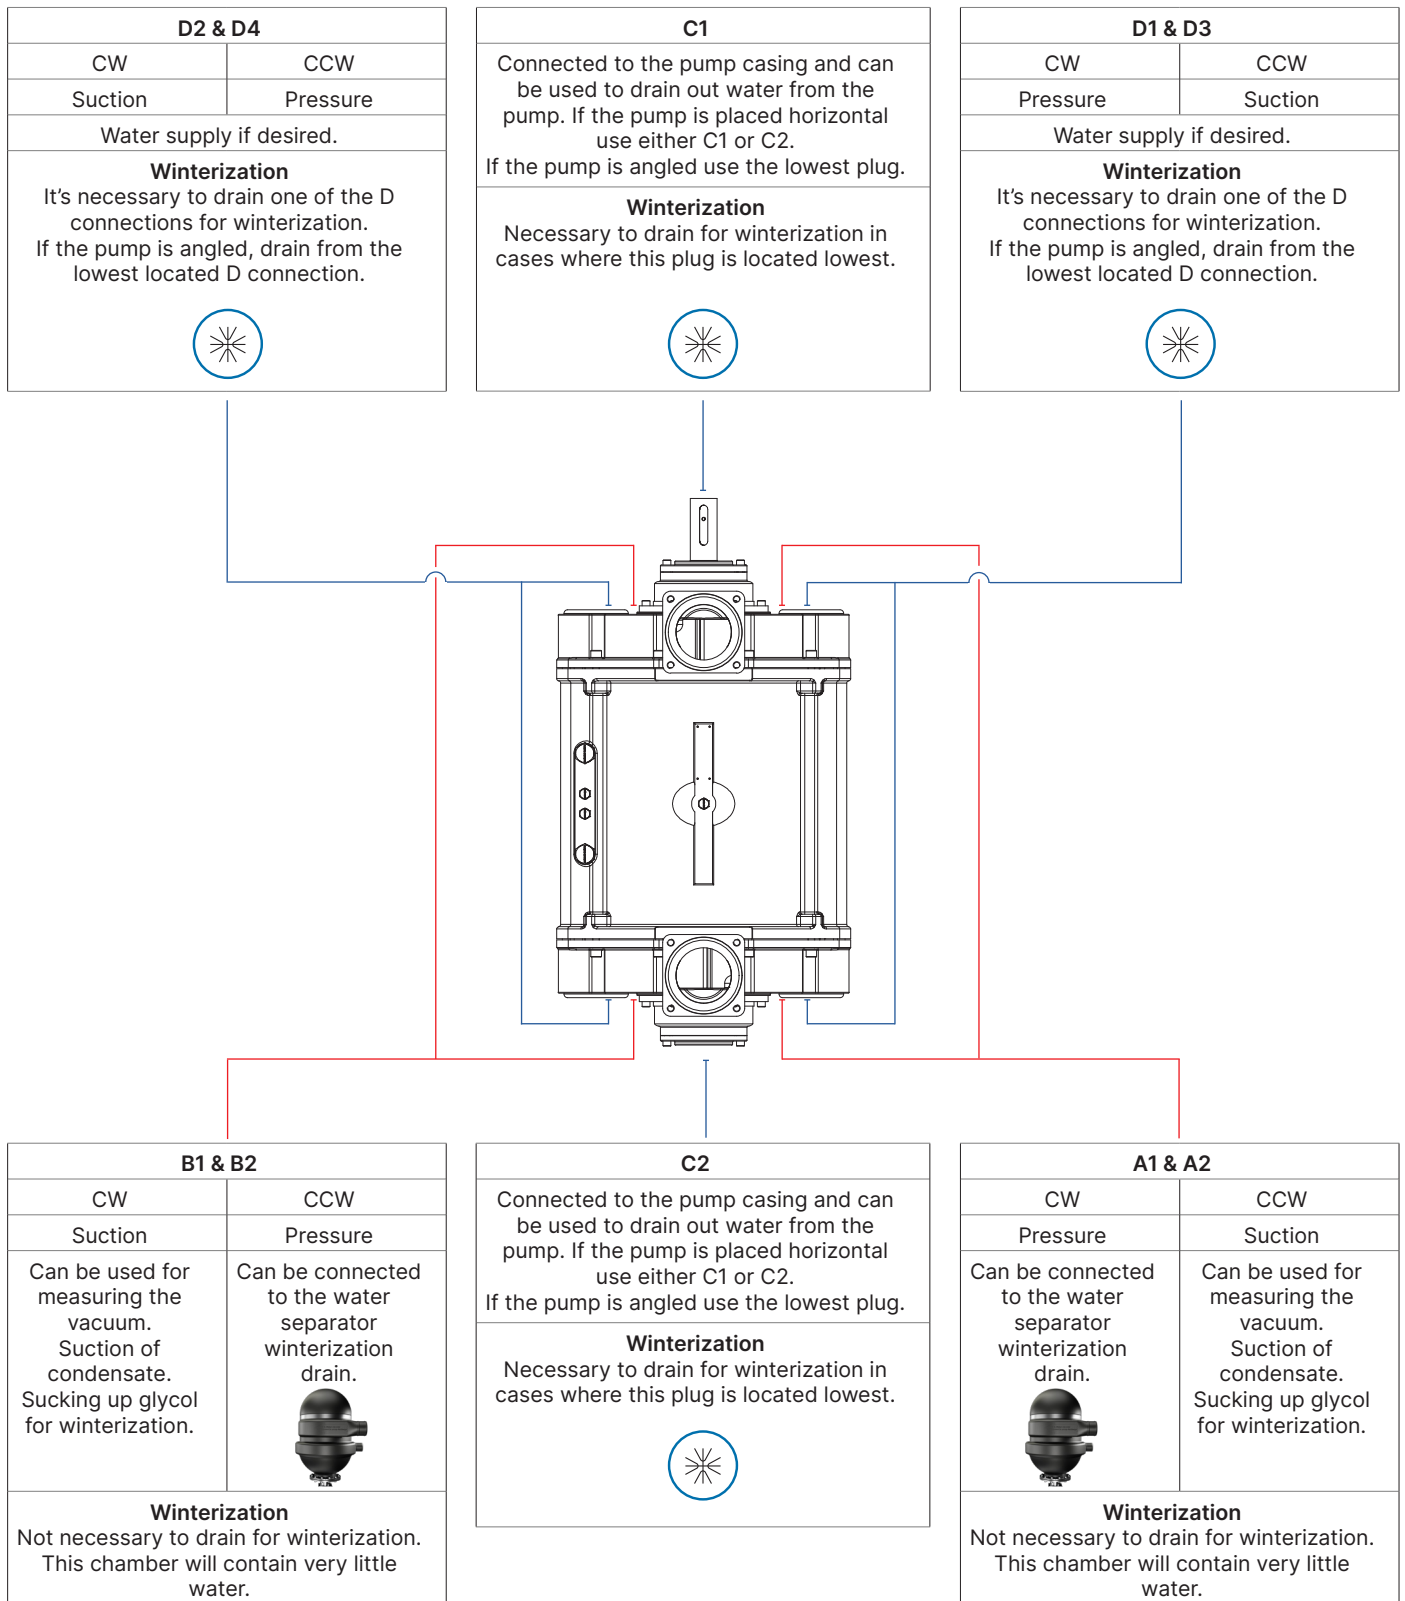 D2 & D4
CW
CCW
Suction
Pressure
Water supply if desired.
Winterization
It’s necessary to drain one of the D
connections for winterization.
If the pump is angled, drain from the
lowest located D connection.
C1
Connected to the pump casing and can
be used to drain out water from the
pump. If the pump is placed horizontal
use either C1 or C2.
If the pump is angled use the lowest plug.
Winterization
Necessary to drain for winterization in
cases where this plug is located lowest.
D1 & D3
CW
CCW
Pressure
Suction
Water supply if desired.
Winterization
It’s necessary to drain one of the D
connections for winterization.
If the pump is angled, drain from the
lowest located D connection.
B1 & B2
CW
CCW
Suction
Pressure
Can be used for
measuring the
vacuum.
Suction of
condensate.
Sucking up glycol
for winterization.
Can be connected
to the water
separator
winterization
drain.
Winterization
Not necessary to drain for winterization.
This chamber will contain very little
water.
C2
Connected to the pump casing and can
be used to drain out water from the
pump. If the pump is placed horizontal
use either C1 or C2.
If the pump is angled use the lowest plug.
Winterization
Necessary to drain for winterization in
cases where this plug is located lowest.
A1 & A2
CW
CCW
Pressure
Suction
Can be connected
to the water
separator
winterization
drain.
Can be used for
measuring the
vacuum.
Suction of
condensate.
Sucking up glycol
for winterization.
Winterization
Not necessary to drain for winterization.
This chamber will contain very little
water.